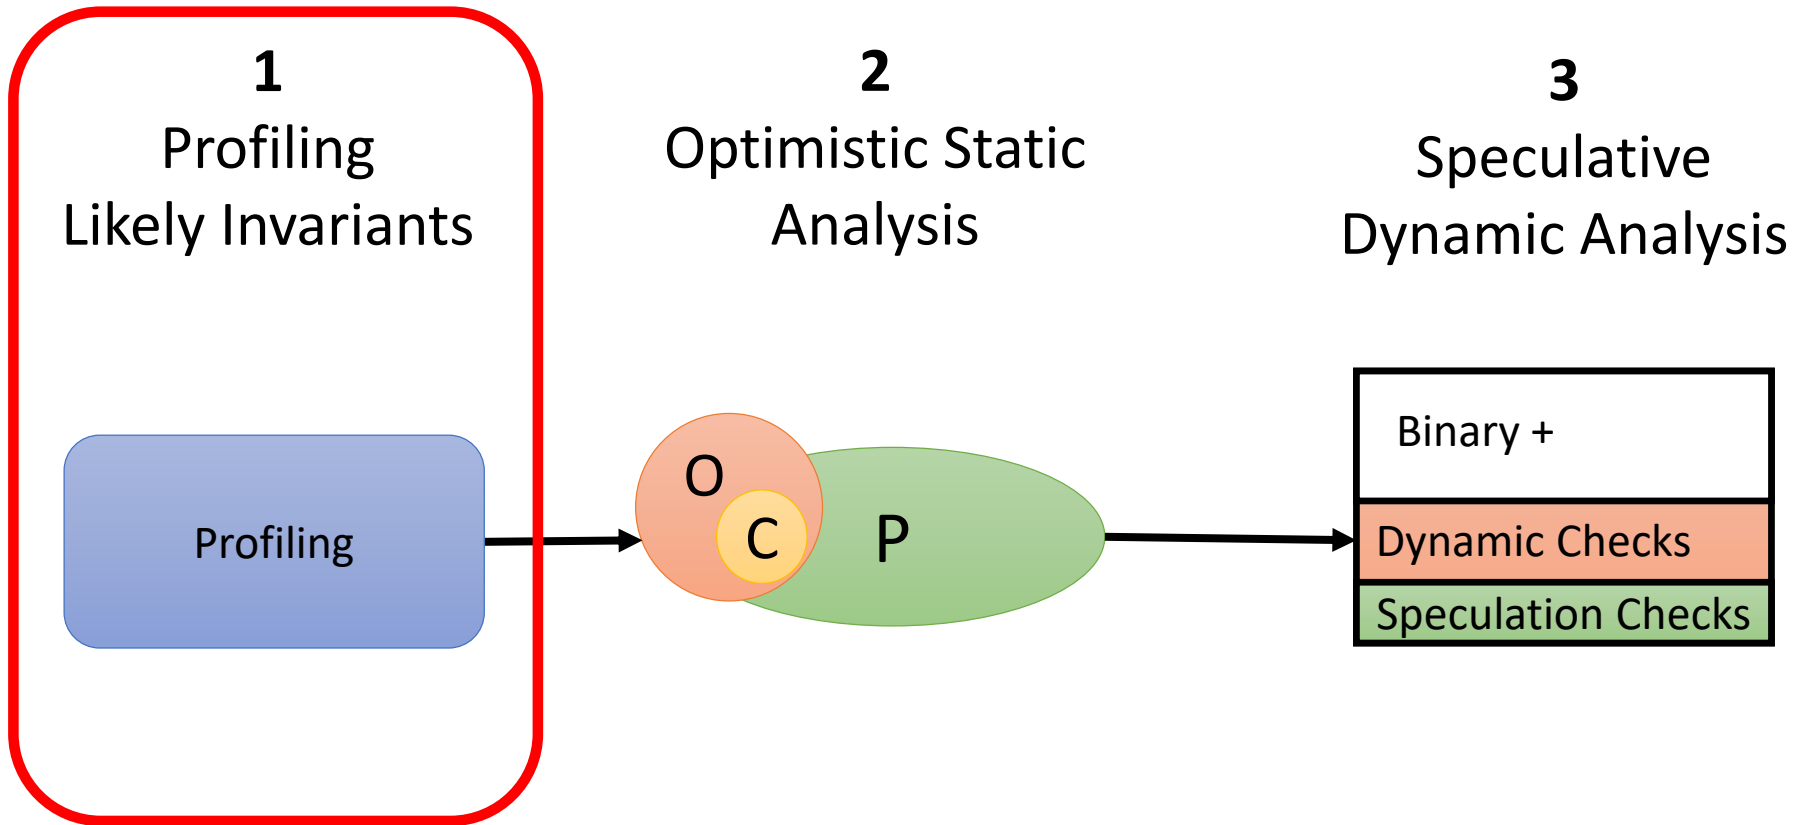 1
Profiling
Likely Invariants
Profiling
2
Optimistic Static
Analysis
O
C
P
3
Speculative
Dynamic Analysis
Binary +
Dynamic Checks
Speculation Checks